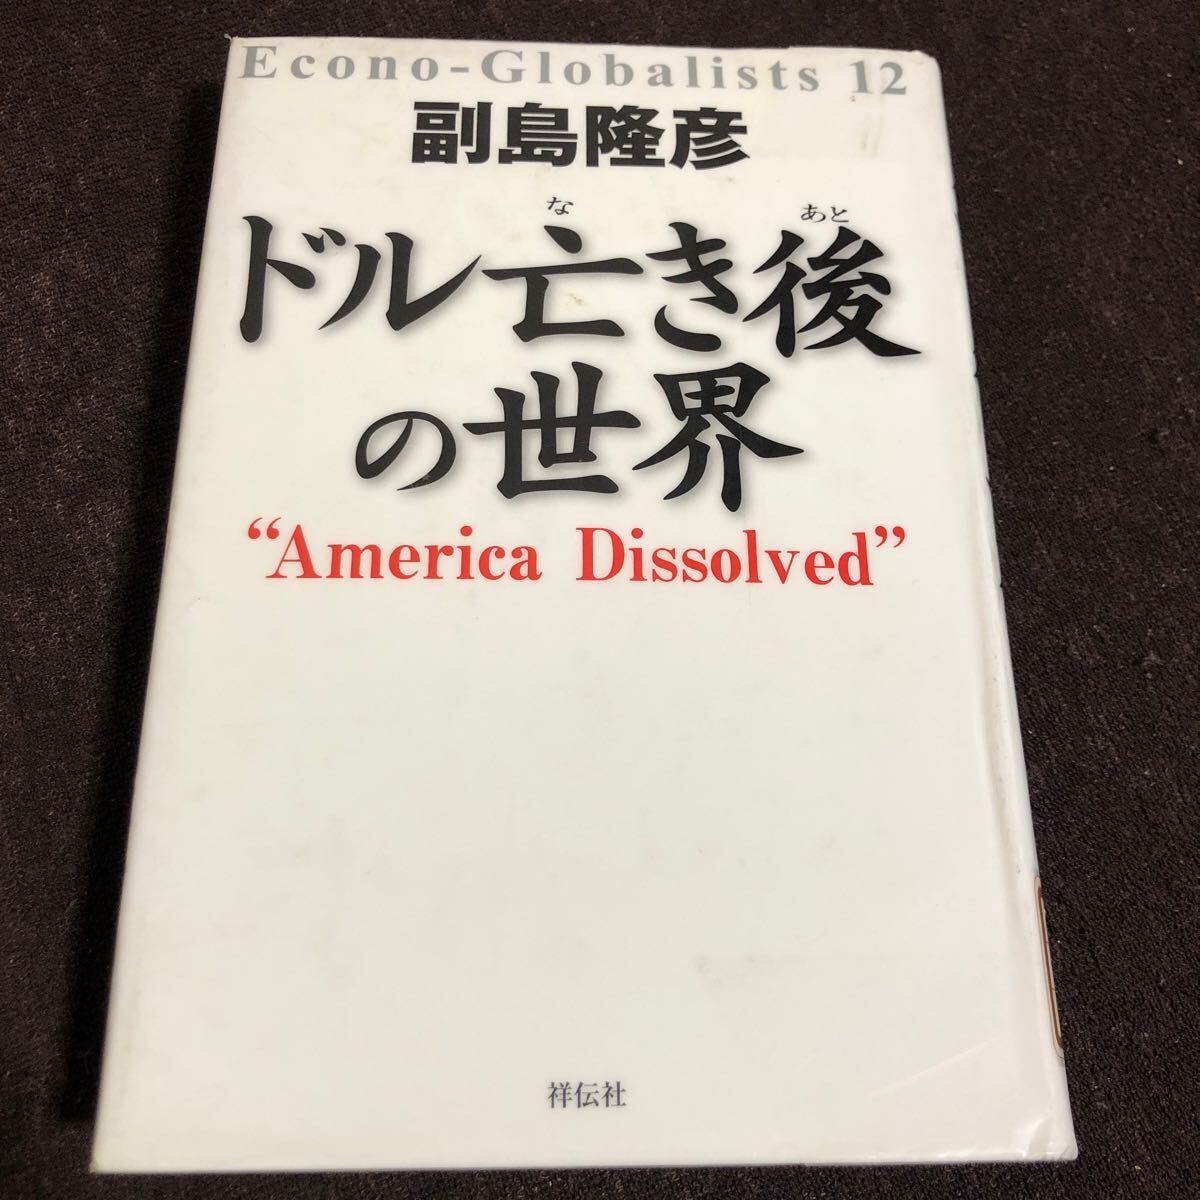 Econo-Globalists 12
副島隆彦
ドル亡き後
な あと
の世界
“America Dissolved”
祥伝社